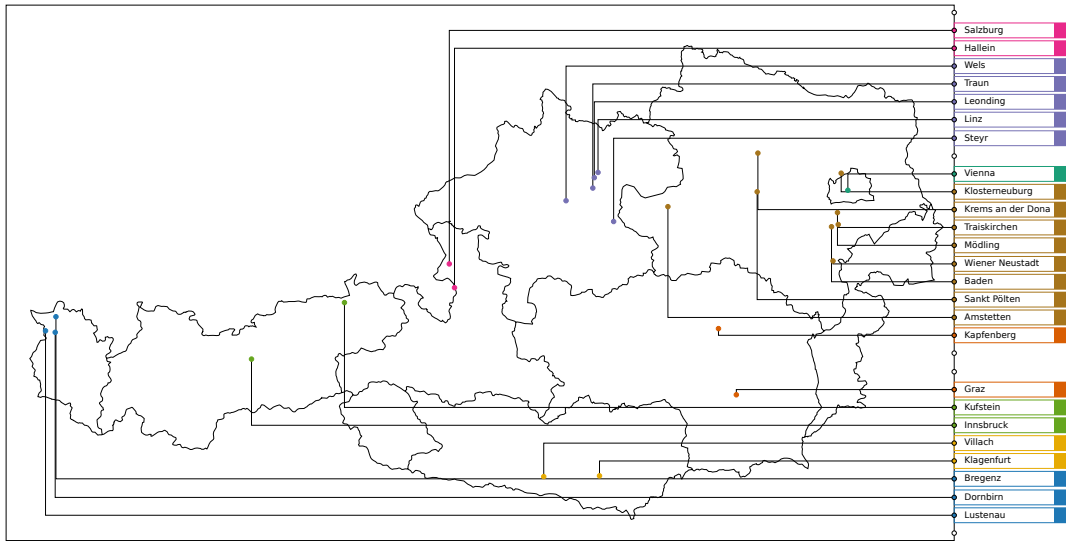 Salzburg
Hallein
Wels
Traun
Leonding
Linz
Steyr
Vienna
Klosterneuburg
Krems an der Dona
Traiskirchen
Mödling
Wiener Neustadt
Baden
Sankt Pölten
Amstetten
Kapfenberg
Graz
Kufstein
Innsbruck
Villach
Klagenfurt
Bregenz
Dornbirn
Lustenau